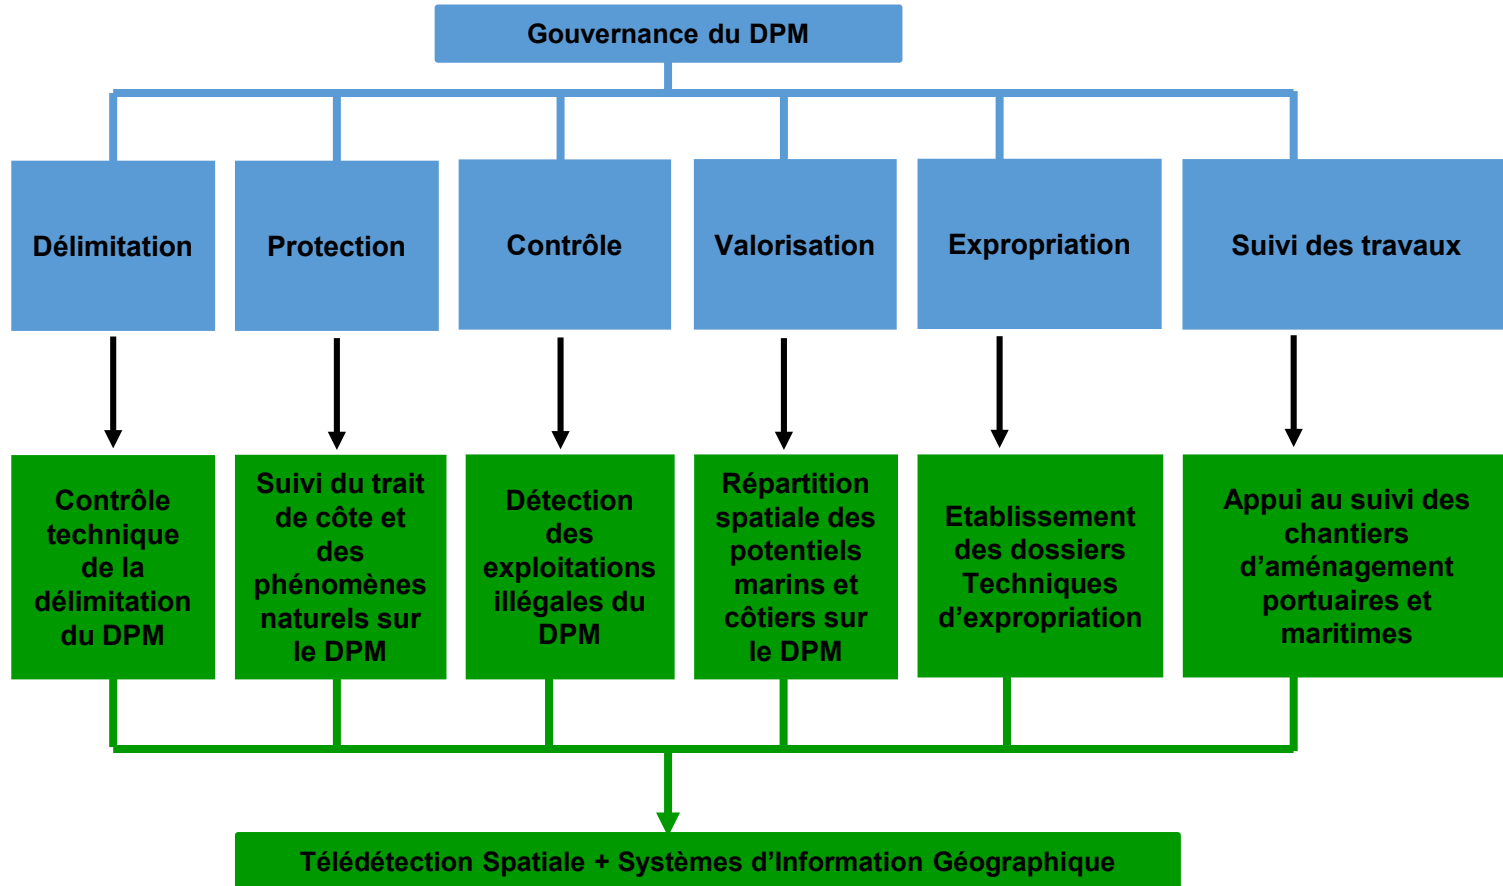 Gouvernance du DPM
Délimitation
Protection
Contrôle
Valorisation
Expropriation
Suivi des travaux
Contrôle
technique
de la
délimitation
du DPM
Suivi du trait
de côte et
des
phénomènes
naturels sur
le DPM
Détection
des
exploitations
illégales du
DPM
Répartition
spatiale des
potentiels
marins et
côtiers sur
le DPM
Etablissement
des dossiers
Techniques
d'expropriation
Appui au suivi des
chantiers
d'aménagement
portuaires et
maritimes
Télédétection Spatiale + Systèmes d'Information Géographique